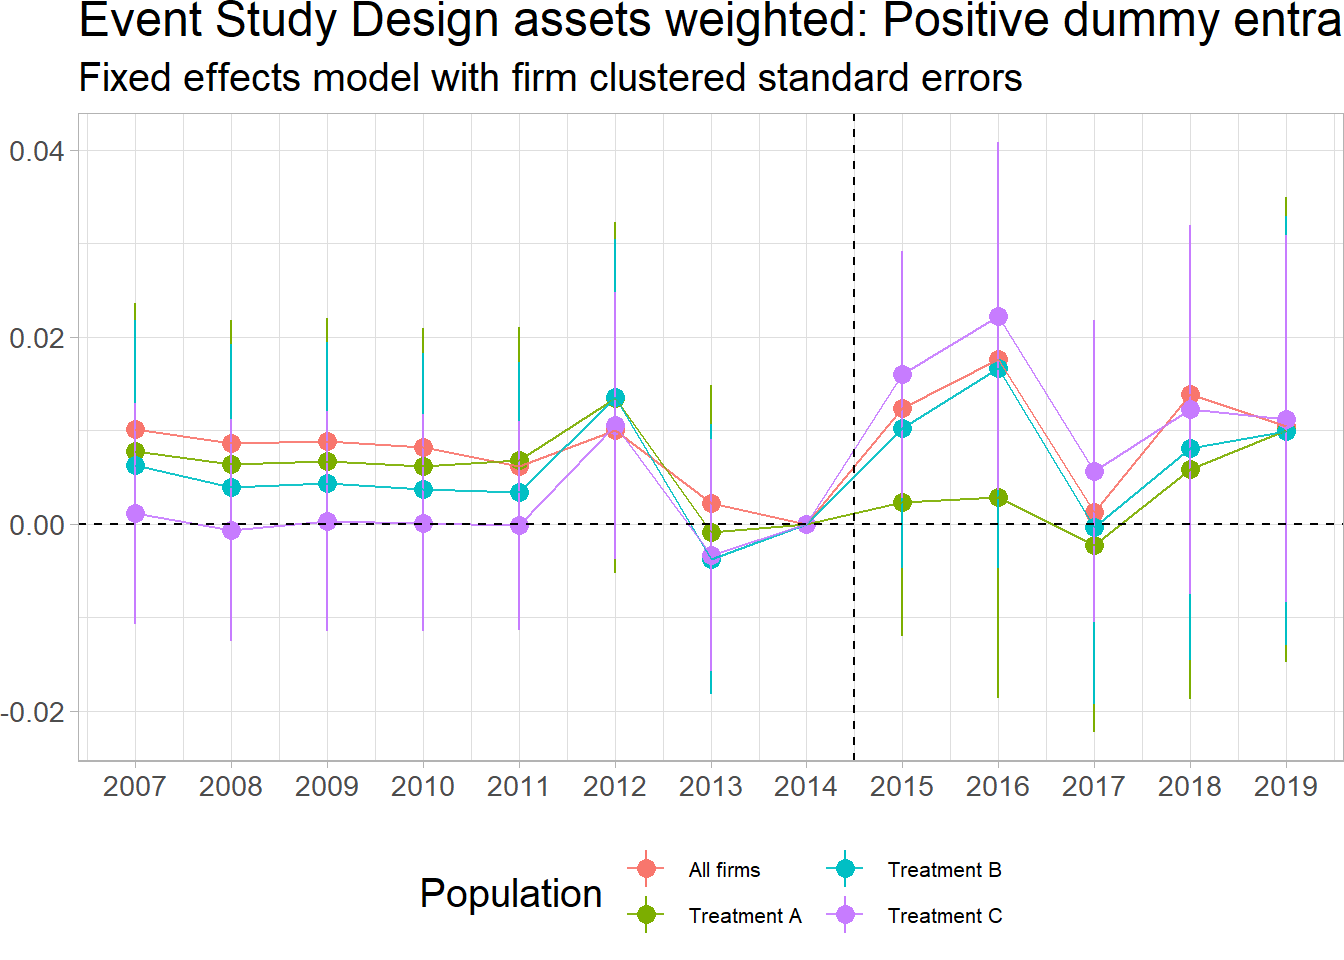 Event Study Design assets weighted: Positive dummy entra
Fixed effects model with firm clustered standard errors
0.04
0.02
0.00
-0.02
2007 2008 2009 2010 2011 2012 2013 2014 2015 2016 2017 2018 2019
Population
All firms
Treatment A
Treatment B
Treatment C